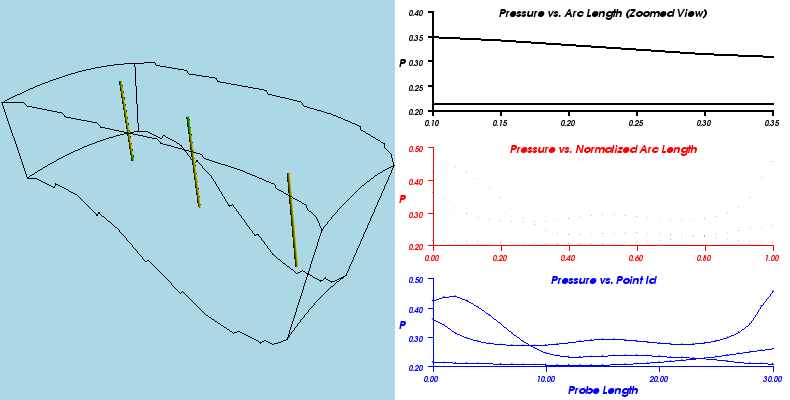 Pressure vs. Arc Length (Zoomed View)
0.40
0.35
P
0.30
0.25
0.20
0.10 0.15 0.20 0.25 0.30 0.35
Pressure vs. Normalized Arc Length
0.50
0.40
P
0.30
0.20
0.00 0.20 0.40 0.60 0.80 1.00
Pressure vs. Point Id
0.50
0.40
P
0.30
0.20
0.00 10.00 20.00 30.00
Probe Length